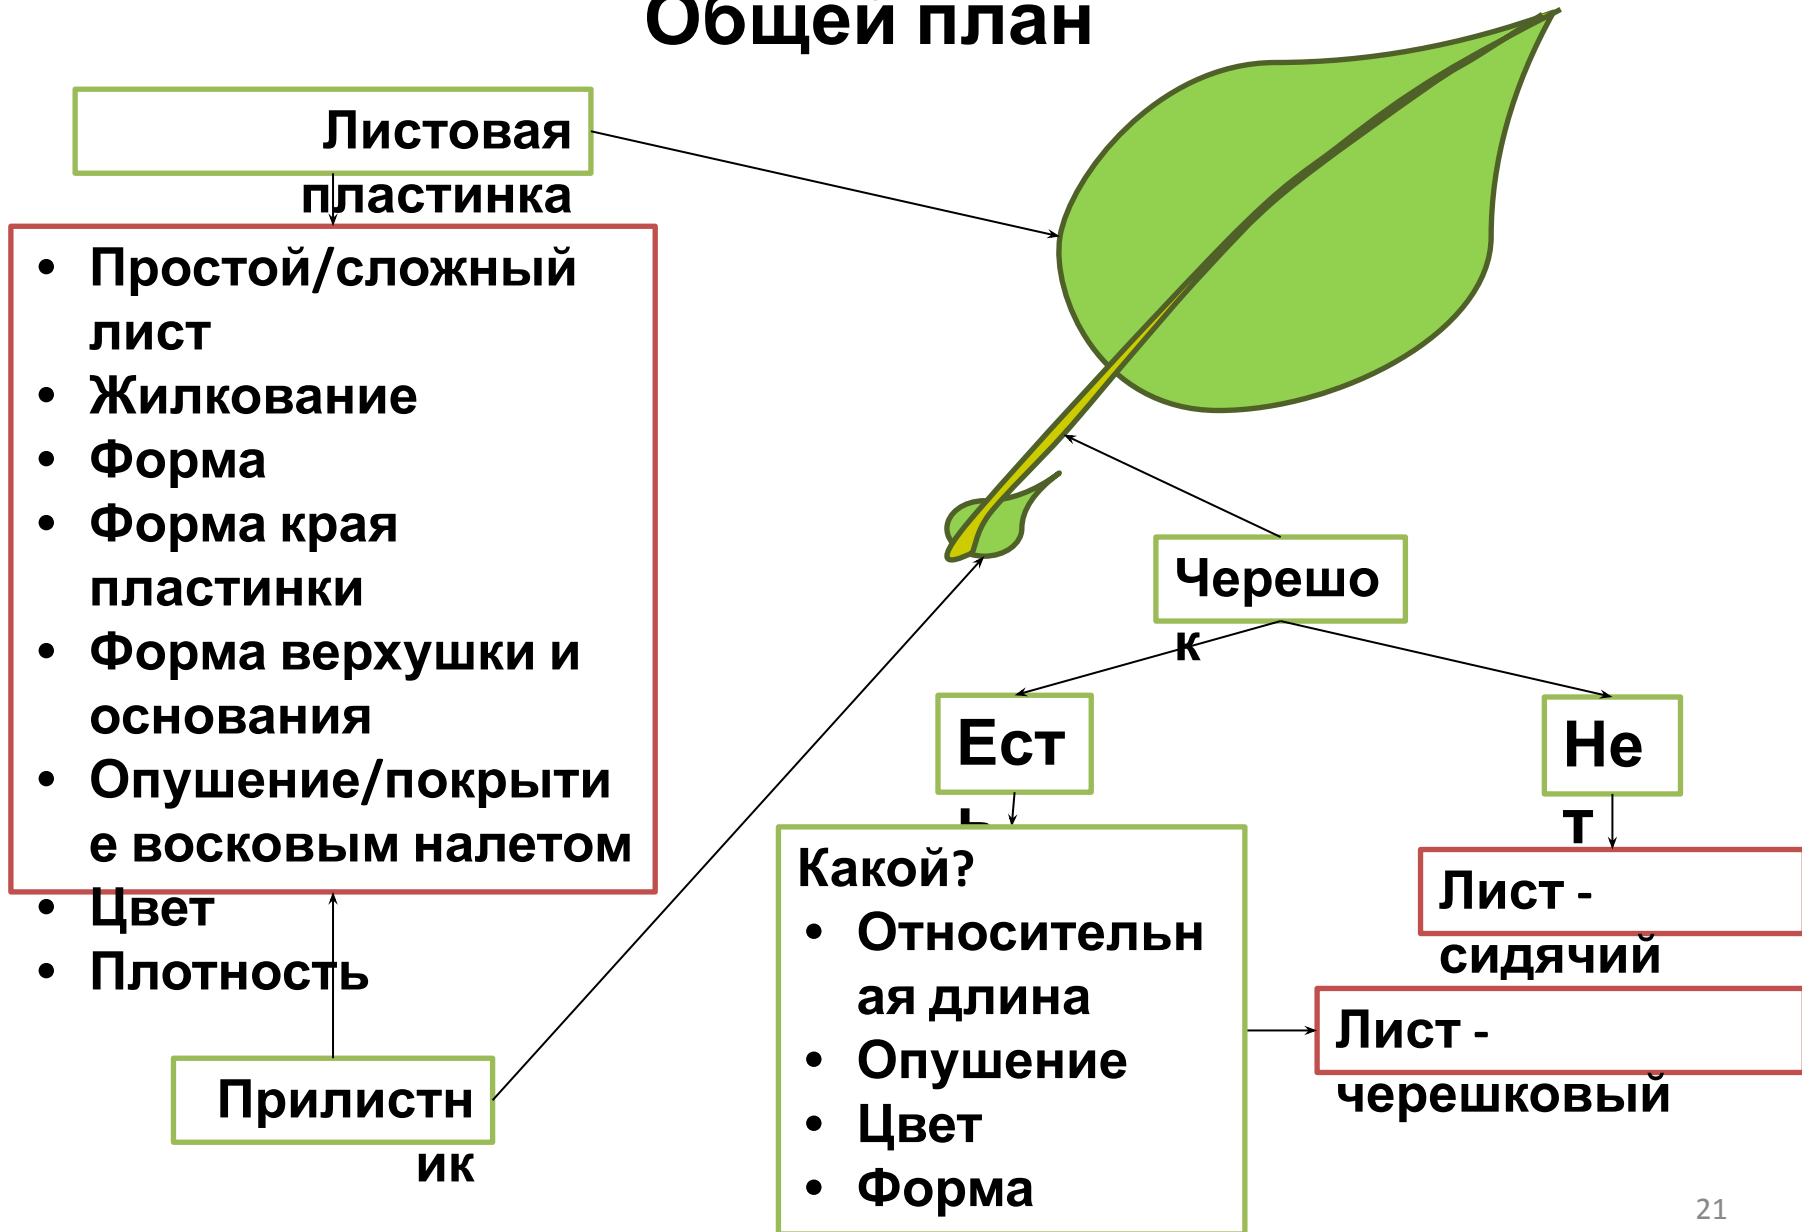 Общей план
Листовая
пластинка
• Простой/сложный
лист
• Жилкование
• Форма
• Форма края
пластинки
• Форма верхушки и
основания
• Опушение/покрыти
е восковым налетом
• Цвет
• Плотность
Прилистн
ик
Черешо
к
Ест
ь
Не
т
Какой?
• Относительн
ая длина
• Опушение
• Цвет
• Форма
Лист -
сидячий
Лист -
черешковый
21